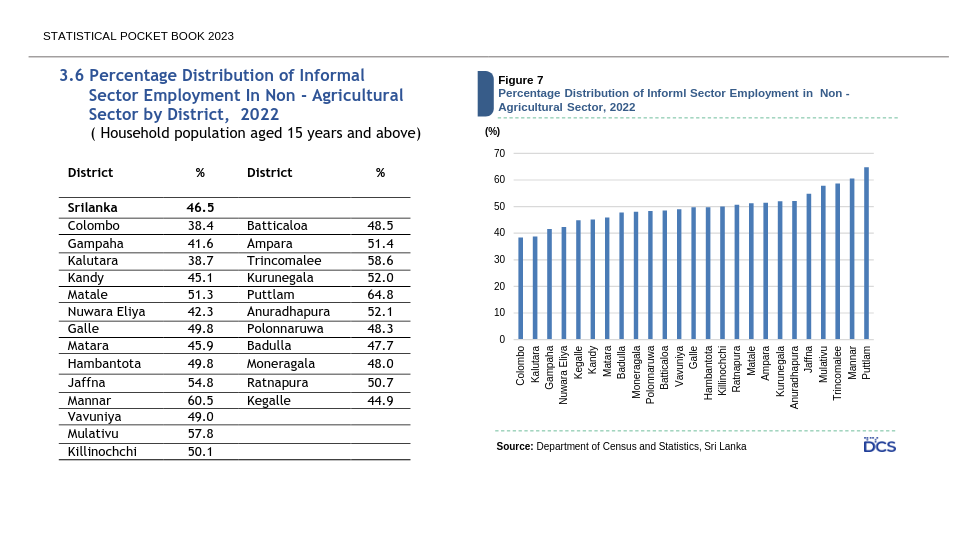 STATISTICAL POCKET BOOK 2023
3.6 Percentage Distribution of Informal
Sector Employment In Non - Agricultural
Sector by District, 2022
( Household population aged 15 years and above)
District % District %
Srilanka 46.5
Colombo 38.4 Batticaloa 48.5
Gampaha 41.6 Ampara 51.4
Kalutara 38.7 Trincomalee 58.6
Kandy 45.1 Kurunegala 52.0
Matale 51.3 Puttlam 64.8
Nuwara Eliya 42.3 Anuradhapura 52.1
Galle 49.8 Polonnaruwa 48.3
Matara 45.9 Badulla 47.7
Hambantota 49.8 Moneragala 48.0
Jaffna 54.8 Ratnapura 50.7
Mannar 60.5 Kegalle 44.9
Vavuniya 49.0
Mulativu 57.8
Killinochchi 50.1
Figure 7
Percentage Distribution of Informl Sector Employment in Non -
Agricultural Sector, 2022
(%)
70
60
50
40
30
20
10
0
Colombo
Kalutara
Gampaha
Nuwara Eliya
Kegalle
Kandy
Matara
Badulla
Moneragala
Polonnaruwa
Batticaloa
Vavuniya
Galle
Hambantota
Killinochchi
Ratnapura
Matale
Ampara
Kurunegala
Anuradhapura
Jaffna
Mulativu
Trincomalee
Mannar
Puttlam
Source: Department of Census and Statistics, Sri Lanka
DCS